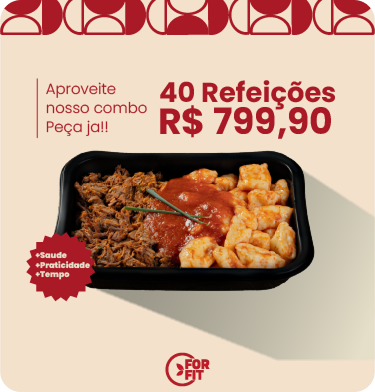 Aproveite
nosso combo
Peça ja!!
40 Refeições
R$ 799,90
+Saude
+Praticidade
+Tempo
FOR
FIT